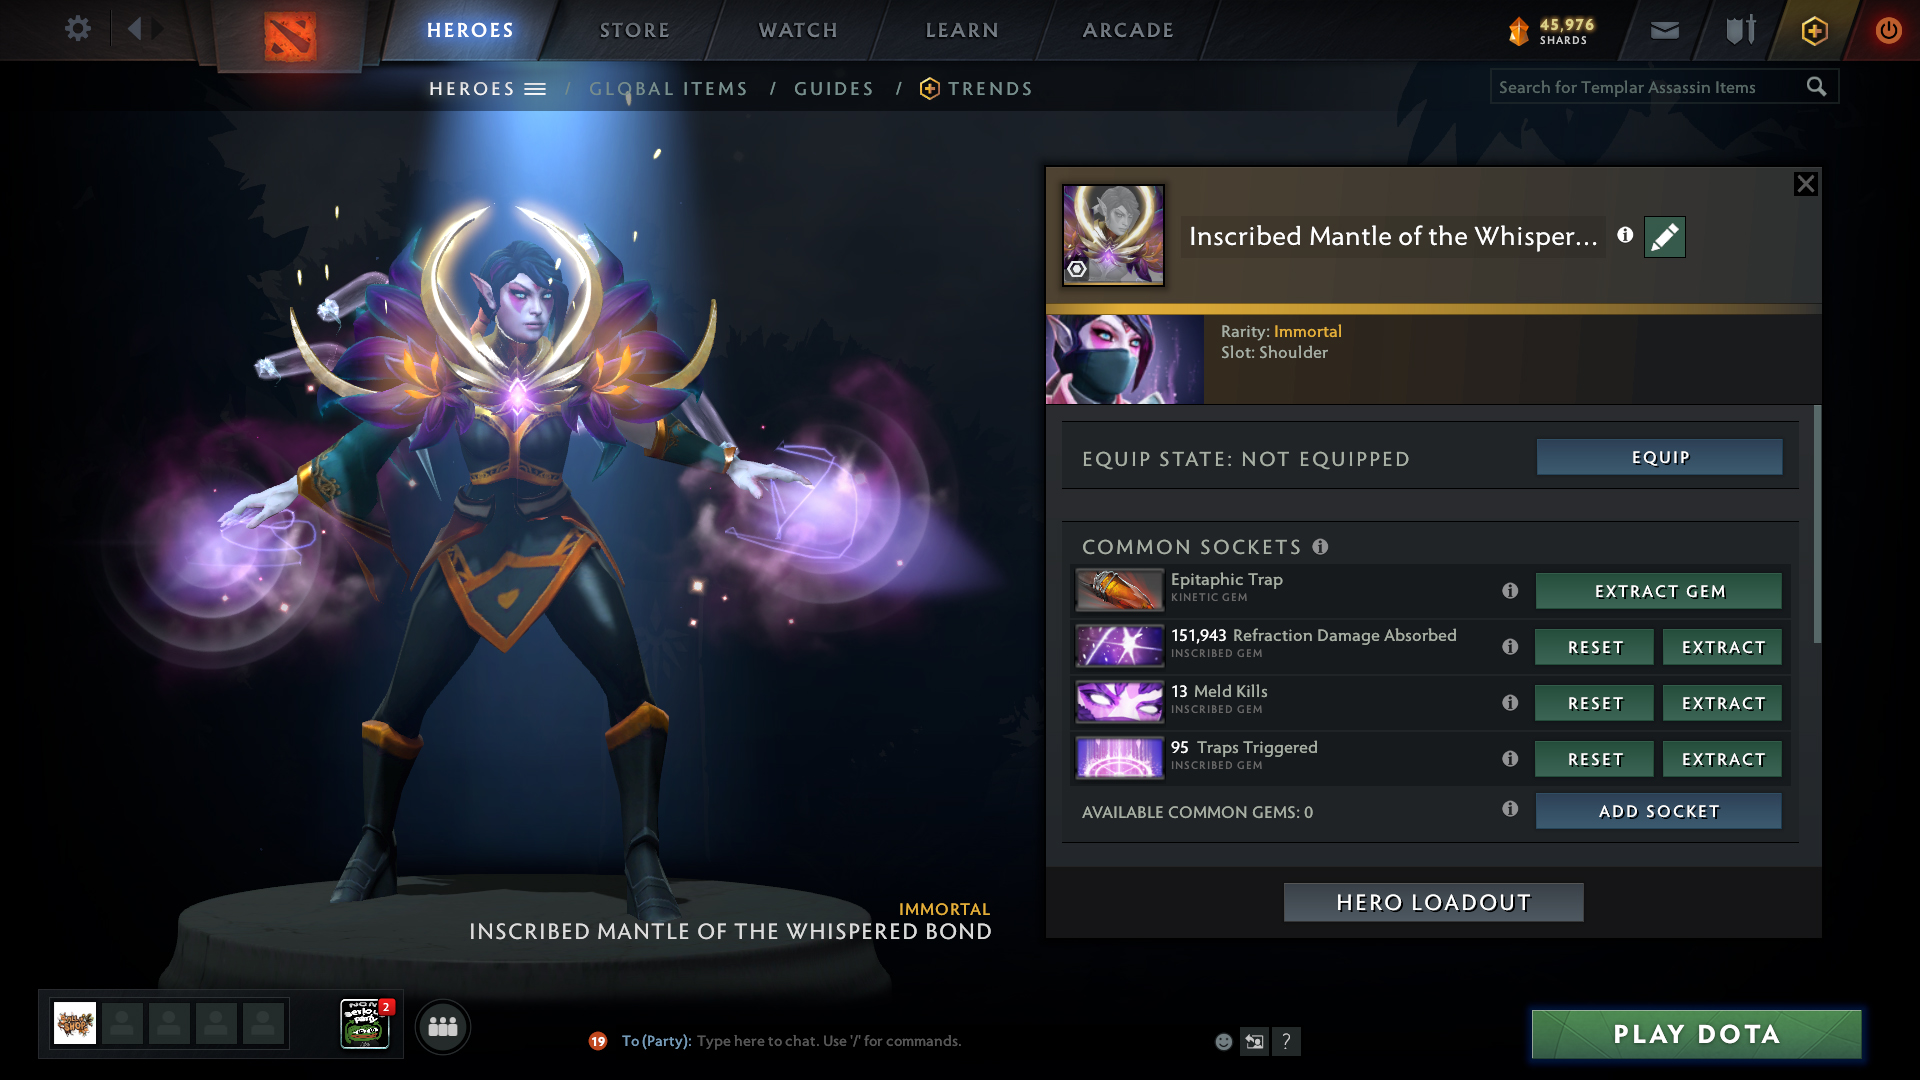 HEROES
STORE
WATCH
LEARN
ARCADE
45,976
SHARDS
HEROES / GLOBAL ITEMS / GUIDES / TRENDS
Search for Templar Assassin Items
Inscribed Mantle of the Whisper...
Rarity: Immortal
Slot: Shoulder
EQUIP STATE: NOT EQUIPPED
EQUIP
COMMON SOCKETS
Epitaphic Trap
KINETIC GEM
EXTRACT GEM
151,943 Refraction Damage Absorbed
INSCRIBED GEM
RESET
EXTRACT
13 Meld Kills
INSCRIBED GEM
RESET
EXTRACT
95 Traps Triggered
INSCRIBED GEM
RESET
EXTRACT
AVAILABLE COMMON GEMS: 0
ADD SOCKET
HERO LOADOUT
IMMORTAL
INSCRIBED MANTLE OF THE WHISPERED BOND
2
19
To (Party): Type here to chat. Use '/' for commands.
?
PLAY DOTA